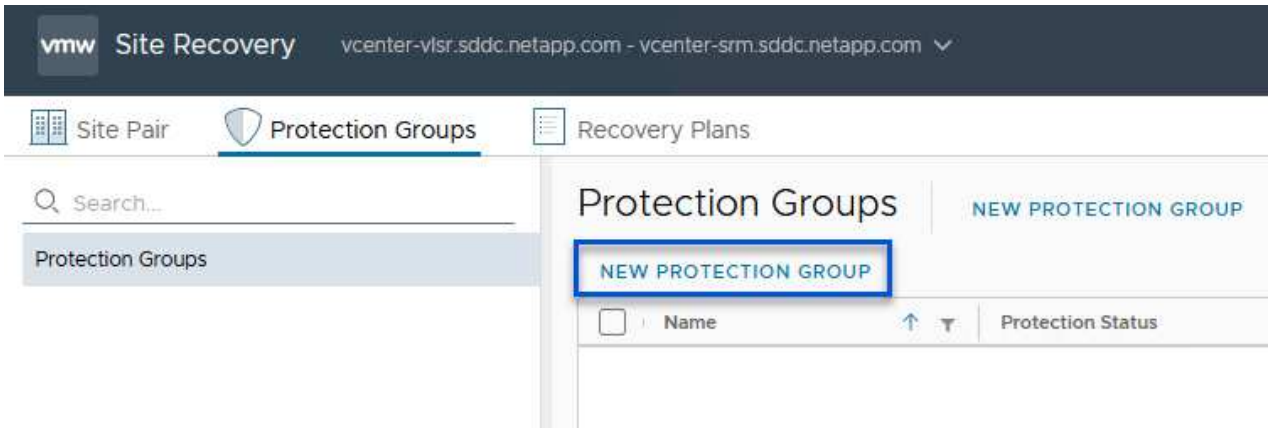 vmw Site Recovery vcenter-vlsr.sddc.netapp.com - vcenter-srm.sddc.netapp.com
Site Pair Protection Groups Recovery Plans
Search...
Protection Groups
Protection Groups NEW PROTECTION GROUP
NEW PROTECTION GROUP
Name Protection Status